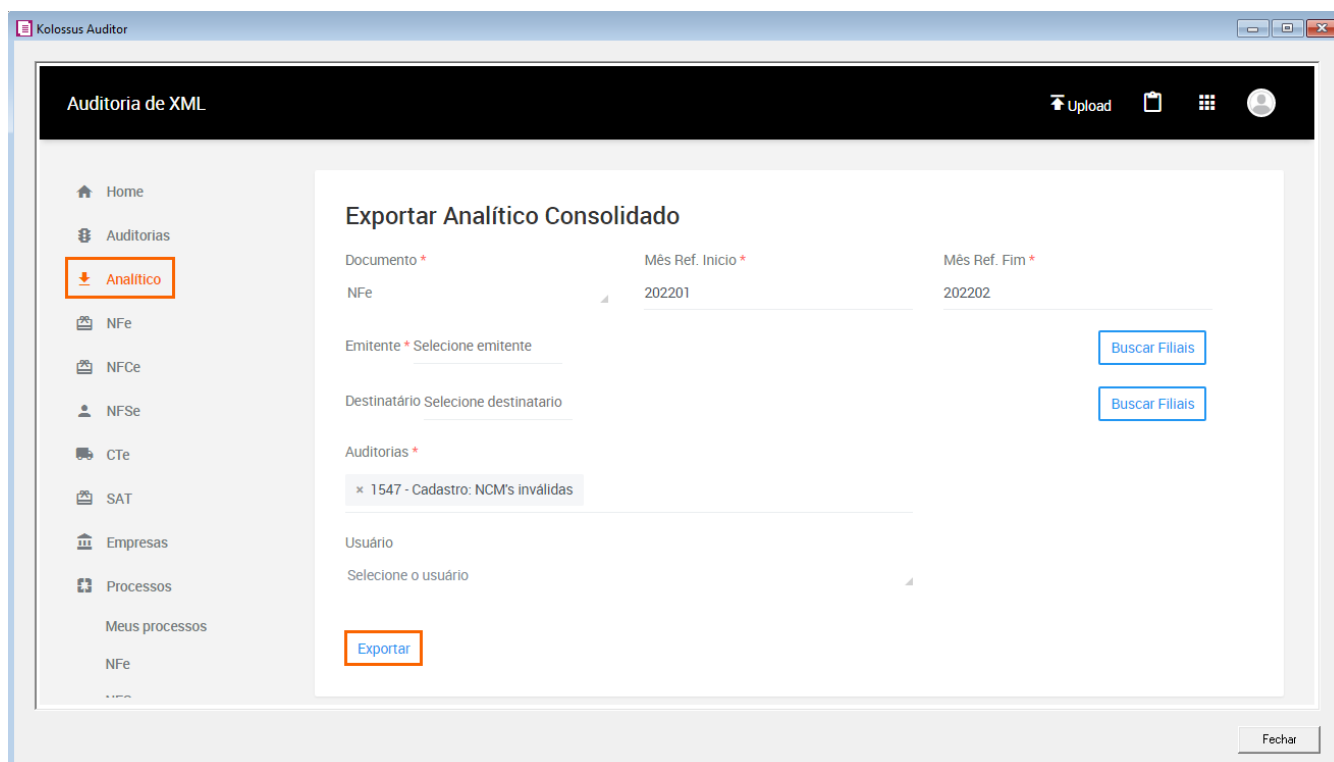 Kolossus Auditor
Auditoria de XML
Upload
Home
Auditorias
Analítico
NFe
NFCe
NFSe
CTe
SAT
Empresas
Processos
Meus processos
NFe
Exportar Analítico Consolidado
Documento *
Mês Ref. Inicio *
Mês Ref. Fim *
NFe
202201
202202
Emitente * Selecione emitente
Buscar Filiais
Destinatário Selecione destinatario
Buscar Filiais
Auditorias *
× 1547 - Cadastro: NCM's inválidas
Usuário
Selecione o usuário
Exportar
Fechar